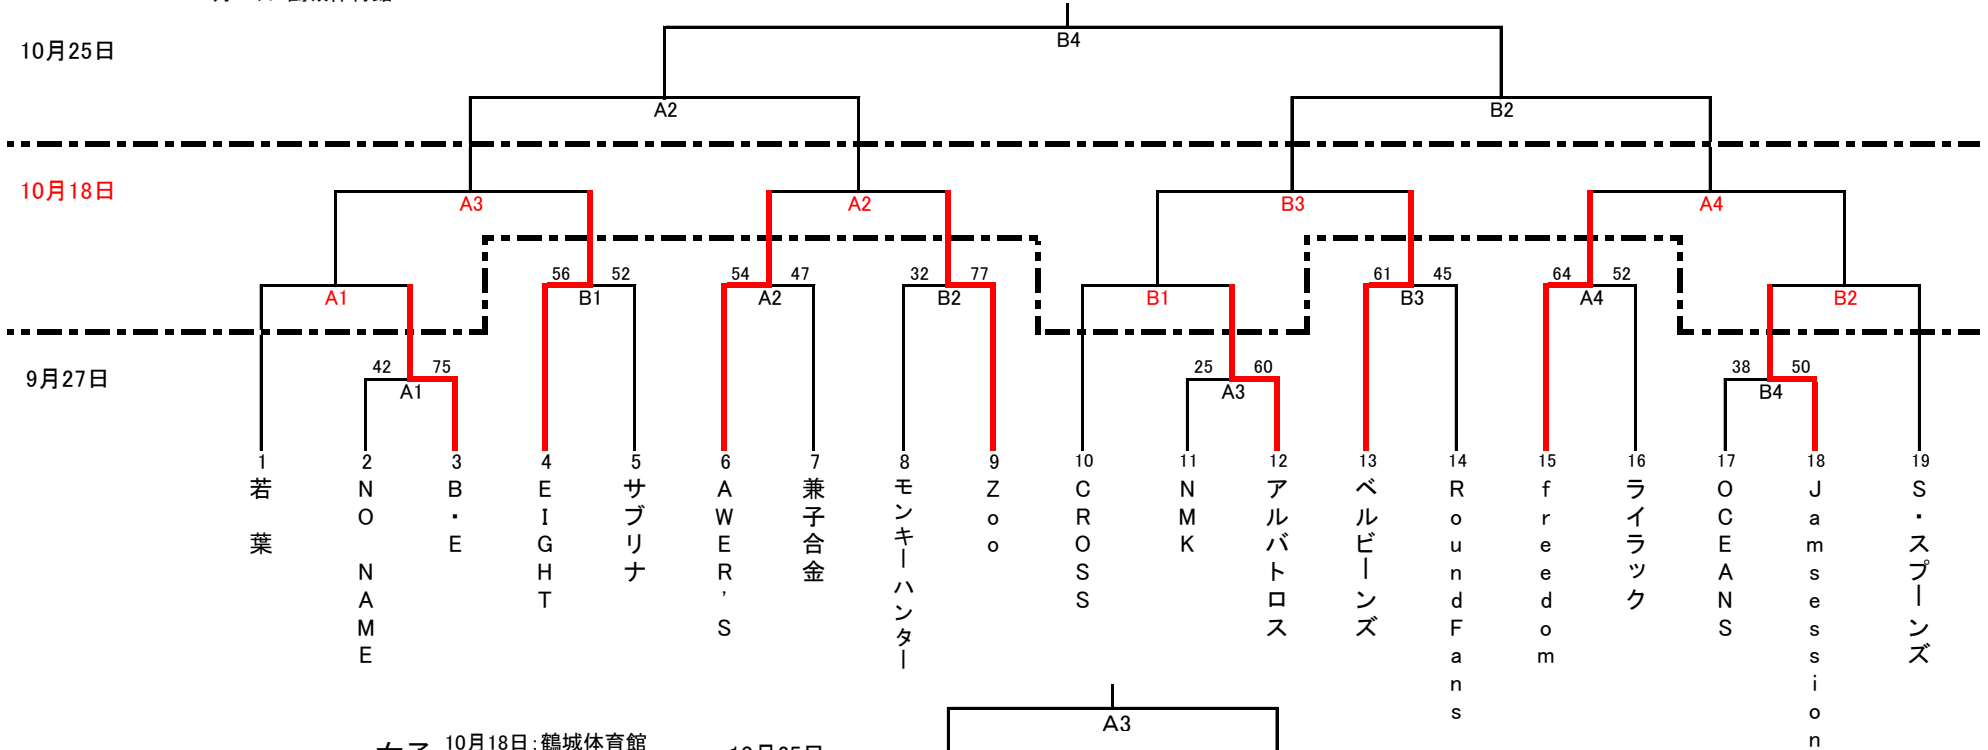 B4
10月25日
A2
B2
10月18日
A3
A2
B3
A4
56 52 54 47 32 77 61 45 64 52
A1 B1 A2 B2 B1 B3 A4 B2
9月27日
42 75 25 60 38 50
A1 A3 B4
1 2 3 4 5 6 7 8 9 10 11 12 13 14 15 16 17 18 19
若葉
NO NAME
B・E
EIGHT
サブリナ
AWER'S
兼子合金
モンキーハンター
Zoo
CROSS
NMK
アルバトロス
ベルビーンズ
RoundFans
freedom
ライラック
OCEANS
Jamsession
S・スプーンズ
A3
10月18日:鶴城体育館